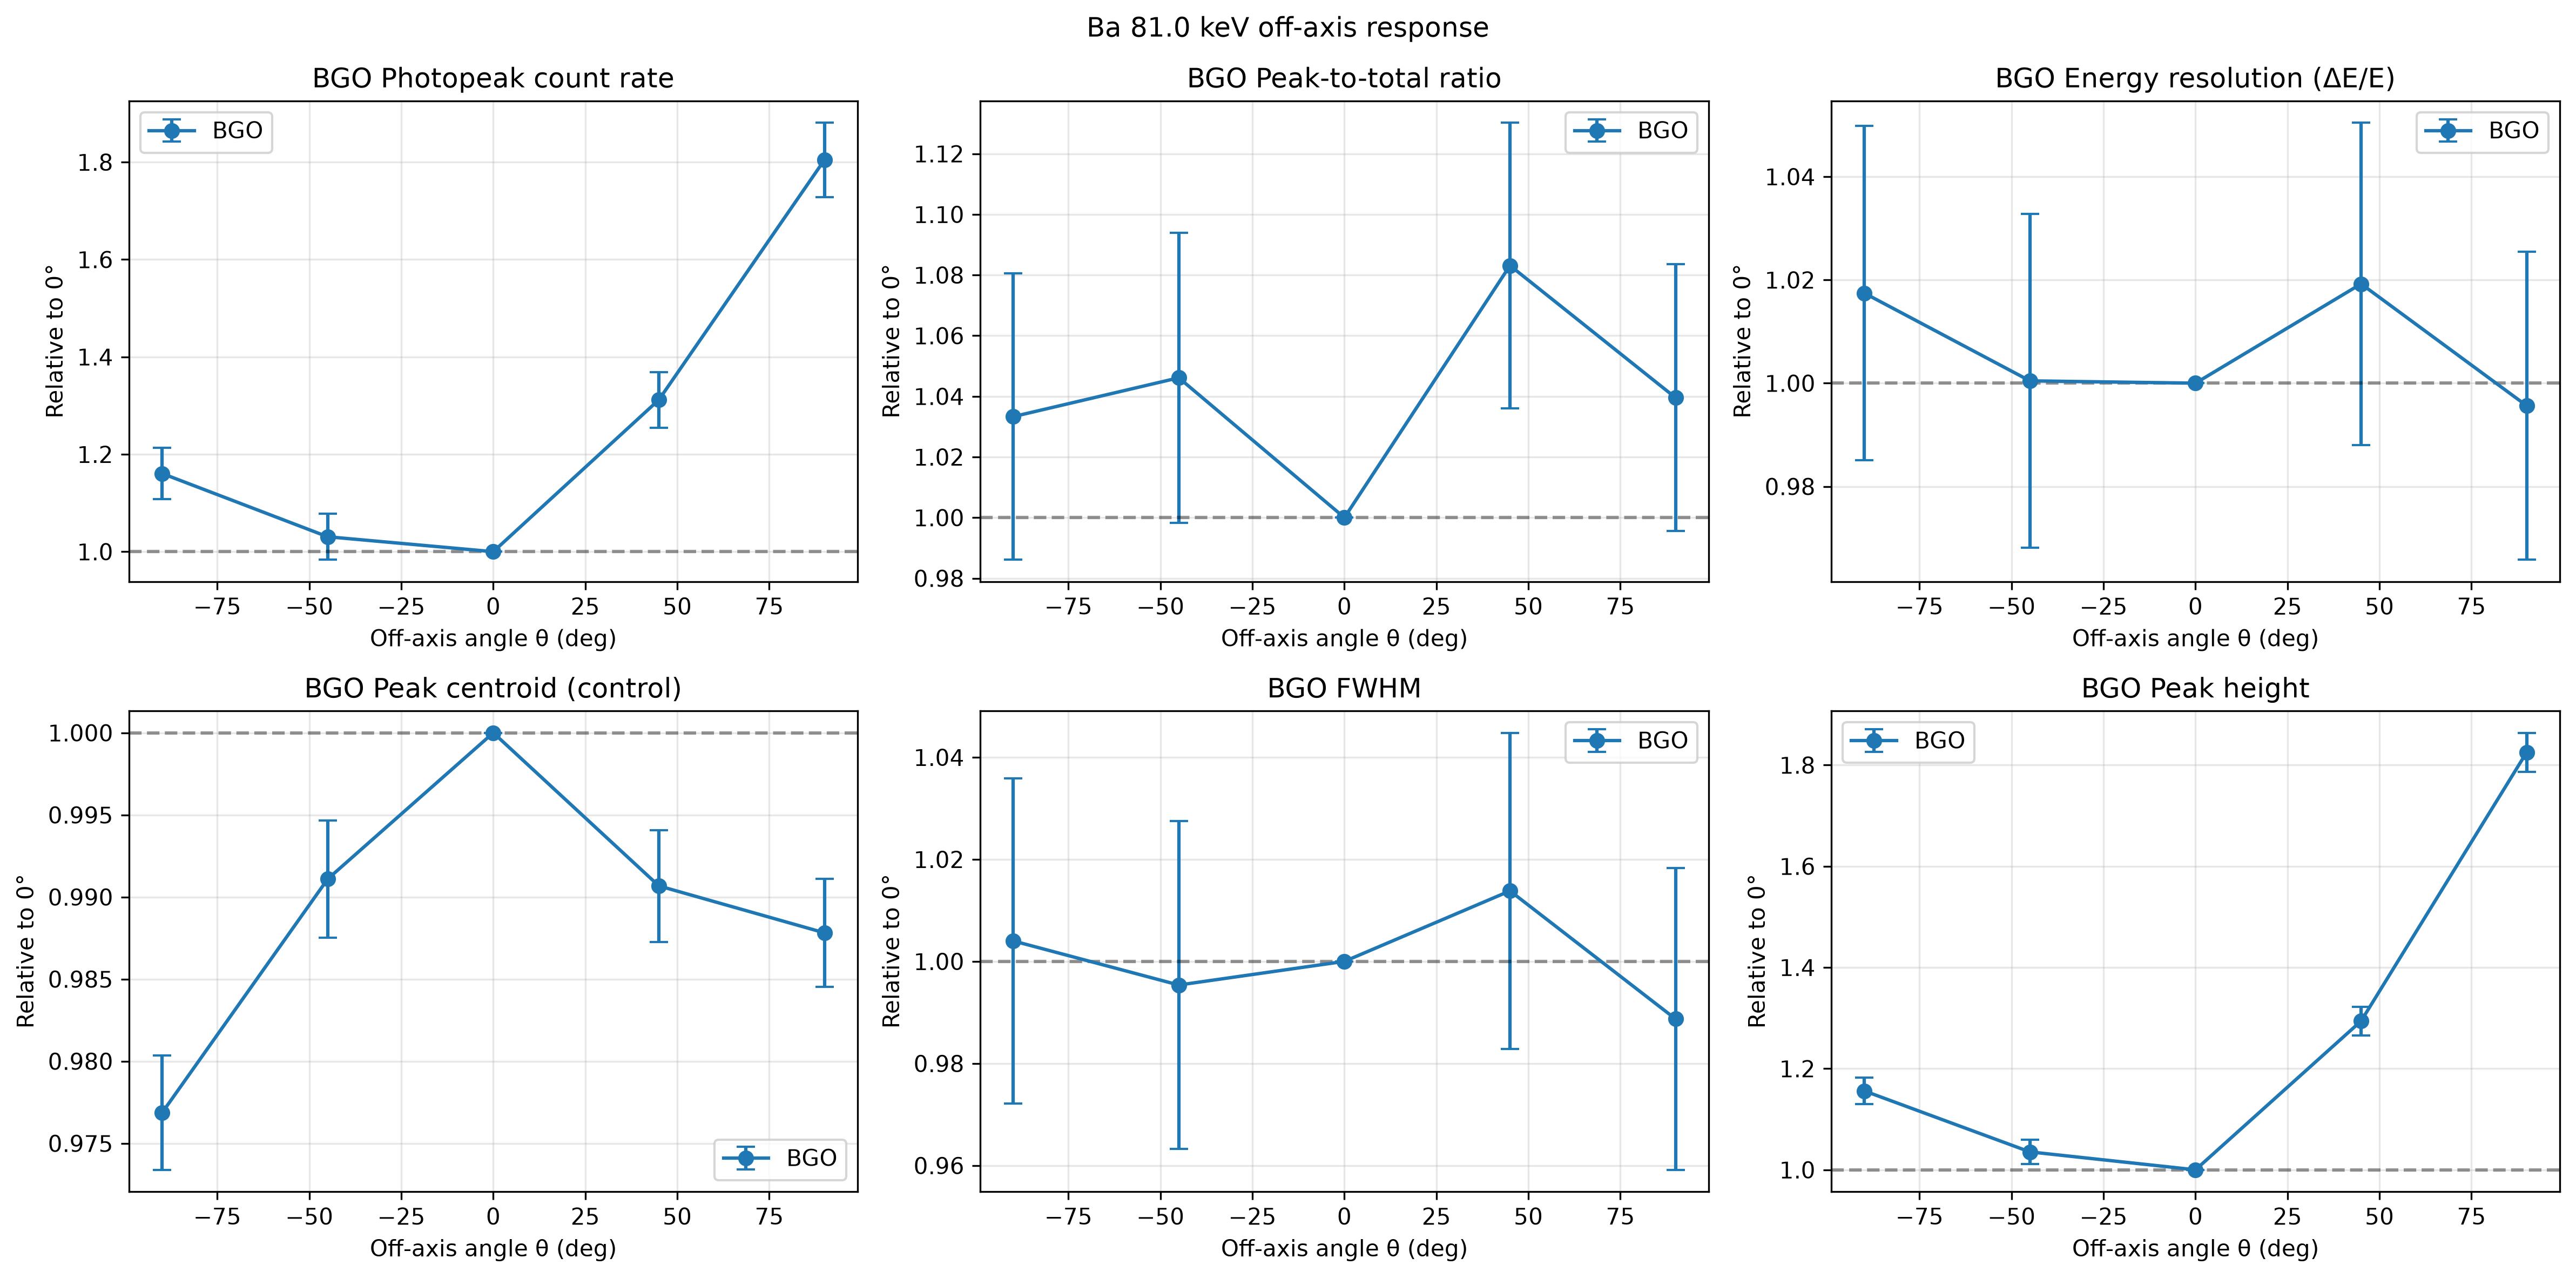 Ba 81.0 keV off-axis response
BGO Photopeak count rate
BGO
Relative to 0°
1.8
1.6
1.4
1.2
1.0
−75 −50 −25 0 25 50 75
Off-axis angle θ (deg)
BGO Peak-to-total ratio
BGO
Relative to 0°
1.12
1.10
1.08
1.06
1.04
1.02
1.00
0.98
−75 −50 −25 0 25 50 75
Off-axis angle θ (deg)
BGO Energy resolution (ΔE/E)
BGO
Relative to 0°
1.04
1.02
1.00
0.98
−75 −50 −25 0 25 50 75
Off-axis angle θ (deg)
BGO Peak centroid (control)
BGO
Relative to 0°
1.000
0.995
0.990
0.985
0.980
0.975
−75 −50 −25 0 25 50 75
Off-axis angle θ (deg)
BGO FWHM
BGO
Relative to 0°
1.04
1.02
1.00
0.98
0.96
−75 −50 −25 0 25 50 75
Off-axis angle θ (deg)
BGO Peak height
BGO
Relative to 0°
1.8
1.6
1.4
1.2
1.0
−75 −50 −25 0 25 50 75
Off-axis angle θ (deg)